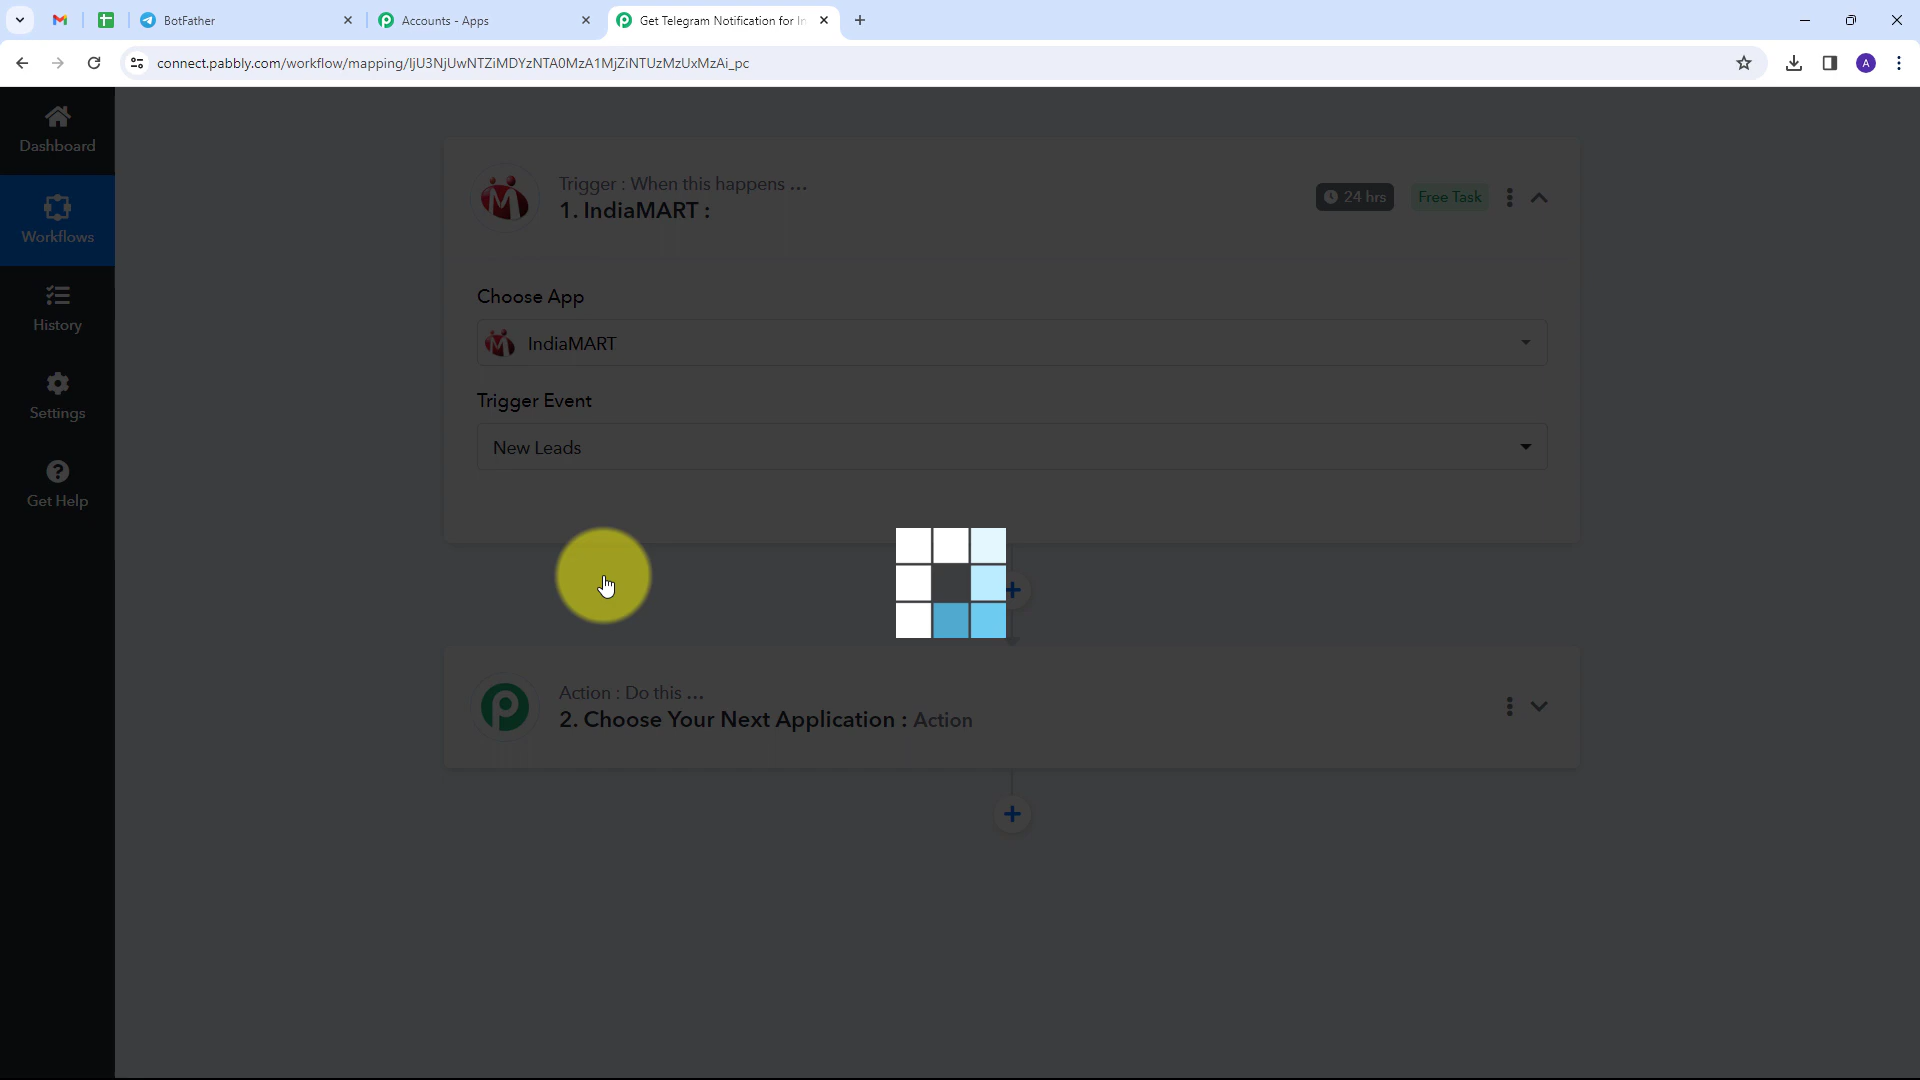 BotFather
Accounts - Apps
Get Telegram Notification for In
connect.pabbly.com/workflow/mapping/IjU3NjUwNTZiMDYzNTA0MzA1MjZiNTUzMzUxMzAi_pc
A
Dashboard
Workflows
History
Settings
Get Help
Trigger : When this happens ...
1. IndiaMART :
24 hrs
Free Task
Choose App
IndiaMART
Trigger Event
New Leads
Action : Do this ...
2. Choose Your Next Application : Action